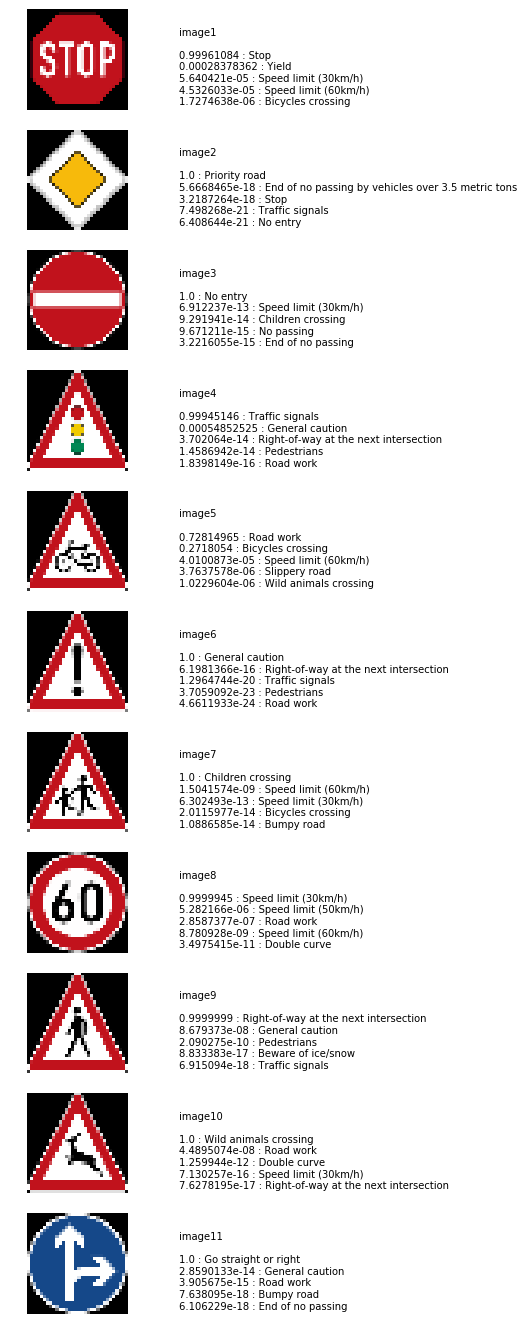 STOP
image1
0.99961084 : Stop
0.00028378362 : Yield
5.640421e-05 : Speed limit (30km/h)
4.5326033e-05 : Speed limit (60km/h)
1.7274638e-06 : Bicycles crossing
image2
1.0 : Priority road
5.6668465e-18 : End of no passing by vehicles over 3.5 metric tons
3.2187264e-18 : Stop
7.498268e-21 : Traffic signals
6.408644e-21 : No entry
image3
1.0 : No entry
6.912237e-13 : Speed limit (30km/h)
9.291941e-14 : Children crossing
9.671211e-15 : No passing
3.2216055e-15 : End of no passing
image4
0.99945146 : Traffic signals
0.00054852525 : General caution
3.702064e-14 : Right-of-way at the next intersection
1.4586942e-14 : Pedestrians
1.8398149e-16 : Road work
image5
0.72814965 : Road work
0.2718054 : Bicycles crossing
4.0100873e-05 : Speed limit (60km/h)
3.7637578e-06 : Slippery road
1.0229604e-06 : Wild animals crossing
image6
1.0 : General caution
6.1981366e-16 : Right-of-way at the next intersection
1.2964744e-20 : Traffic signals
3.7059092e-23 : Pedestrians
4.6611933e-24 : Road work
image7
1.0 : Children crossing
1.5041574e-09 : Speed limit (60km/h)
6.302493e-13 : Speed limit (30km/h)
2.0115977e-14 : Bicycles crossing
1.0886585e-14 : Bumpy road
60
image8
0.9999945 : Speed limit (30km/h)
5.282166e-06 : Speed limit (50km/h)
2.8587377e-07 : Road work
8.780928e-09 : Speed limit (60km/h)
3.4975415e-11 : Double curve
image9
0.9999999 : Right-of-way at the next intersection
8.679373e-08 : General caution
2.090275e-10 : Pedestrians
8.833383e-17 : Beware of ice/snow
6.915094e-18 : Traffic signals
image10
1.0 : Wild animals crossing
4.4895074e-08 : Road work
1.259944e-12 : Double curve
7.130257e-16 : Speed limit (30km/h)
7.6278195e-17 : Right-of-way at the next intersection
image11
1.0 : Go straight or right
2.8590133e-14 : General caution
3.905675e-15 : Road work
7.638095e-18 : Bumpy road
6.106229e-18 : End of no passing